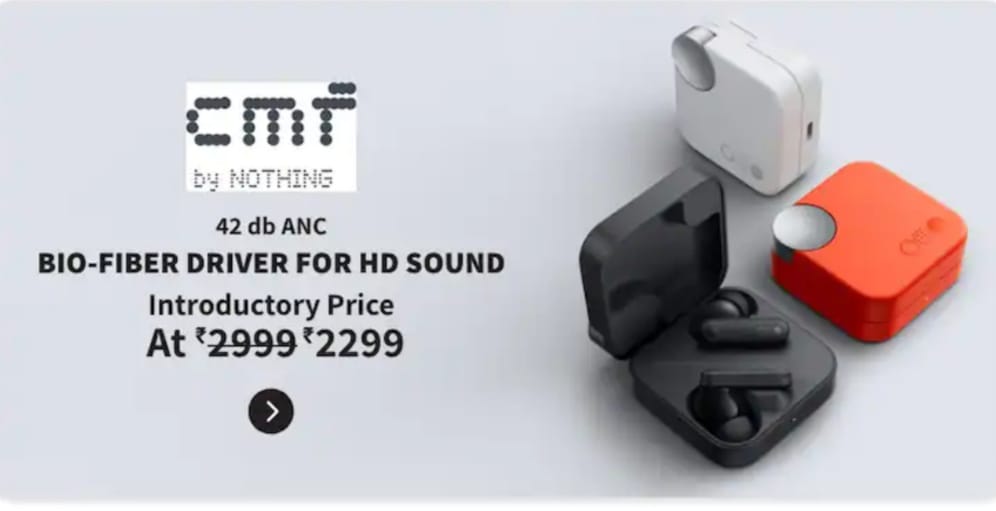 cmf
by NOTHING
42 db ANC
BIO-FIBER DRIVER FOR HD SOUND
Introductory Price
At ₹2999 ₹2299